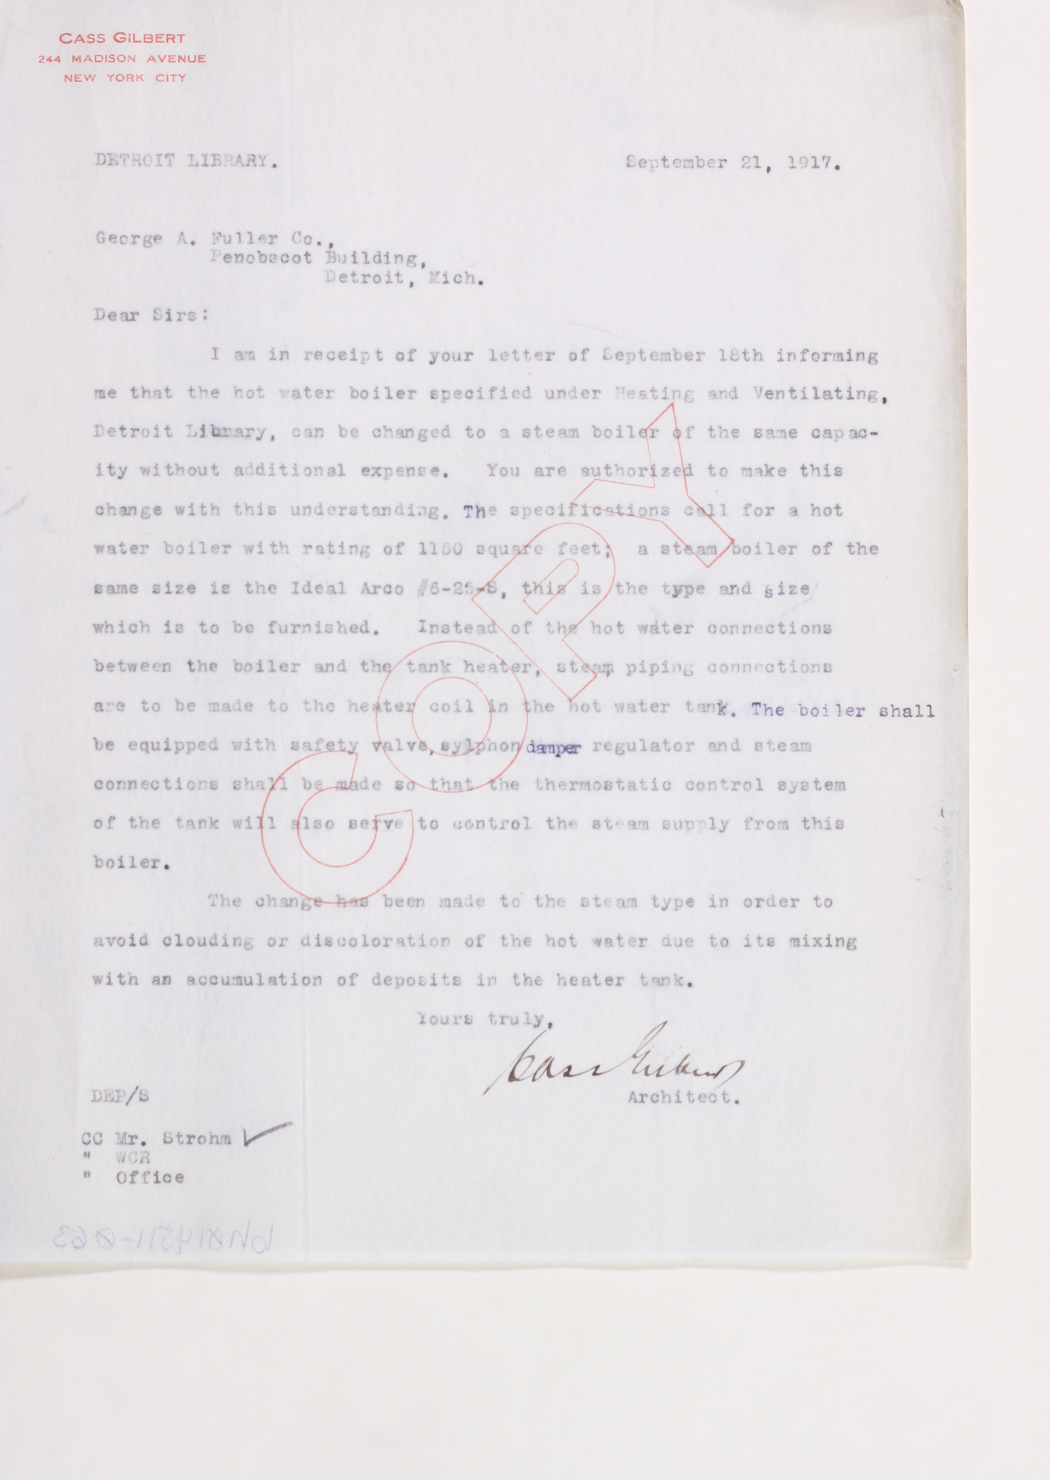 CASS GILBERT
244 MADISON AVENUE
NEW YORK CITY
DETROIT LIBRARY. September 21, 1917.
George A. Fuller Co.,
Penobscot Building,
Detroit, Mich.
Dear Sirs:
I am in receipt of your letter of September 18th informing
me that the hot water boiler specified under Heating and Ventilating,
Detroit Library, can be changed to a steam boiler of the same capac-
ity without additional expense. You are authorized to make this
change with this understanding. The specifications call for a hot
water boiler with rating of 1150 square feet; a steam boiler of the
same size is the Ideal Arco #6-25-S, this is the type and size
which is to be furnished. Instead of the hot water connections
between the boiler and the tank heater, steam piping connections
are to be made to the heater coil in the hot water tank. The boiler shall
be equipped with safety valve, sylphon damper regulator and steam
connections shall be made so that the thermostatic control system
of the tank will also serve to control the steam supply from this
boiler.
The change has been made to the steam type in order to
avoid clouding or discoloration of the hot water due to its mixing
with an accumulation of deposits in the heater tank.
Yours truly,
Cass Gilbert
Architect.
DEP/S
CC Mr. Strohm
" WCR
" Office
COPY